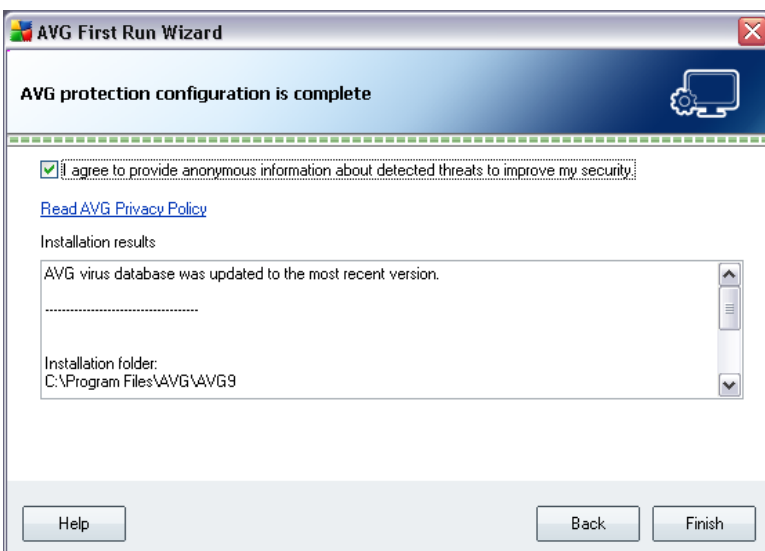 AVG First Run Wizard
AVG protection configuration is complete
I agree to provide anonymous information about detected threats to improve my security.
Read AVG Privacy Policy
Installation results
AVG virus database was updated to the most recent version.
------------------------------------
Installation folder:
C:\Program Files\AVG\AVG9
Help
Back
Finish